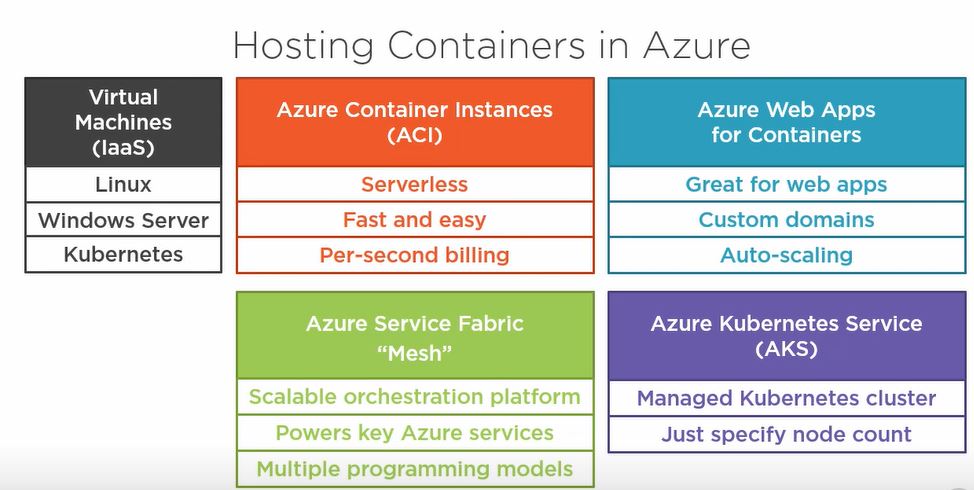 Hosting Containers in Azure
Virtual
Machines
(IaaS)
Linux
Windows Server
Kubernetes
Azure Container Instances
(ACI)
Serverless
Fast and easy
Per-second billing
Azure Web Apps
for Containers
Great for web apps
Custom domains
Auto-scaling
Azure Service Fabric
“Mesh”
Scalable orchestration platform
Powers key Azure services
Multiple programming models
Azure Kubernetes Service
(AKS)
Managed Kubernetes cluster
Just specify node count